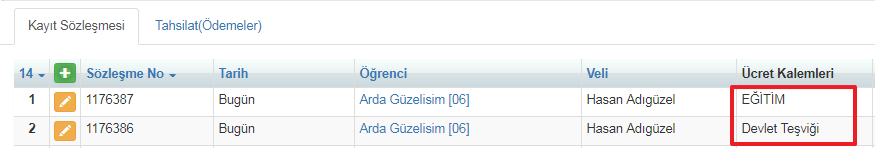 Kayıt Sözleşmesi Tahsilat(Ödemeler)
14 Sözleşme No Tarih Öğrenci Veli Ücret Kalemleri
1 1176387 Bugün Arda Güzelisim [06] Hasan Adıgüzel EĞİTİM
2 1176386 Bugün Arda Güzelisim [06] Hasan Adıgüzel Devlet Teşviği